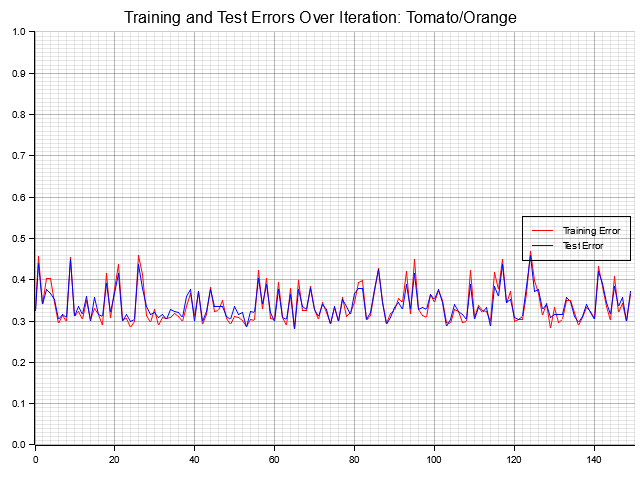 Training and Test Errors Over Iteration: Tomato/Orange
1.0
0.9
0.8
0.7
0.6
0.5
0.4
0.3
0.2
0.1
0.0
Training Error
Test Error
0 20 40 60 80 100 120 140